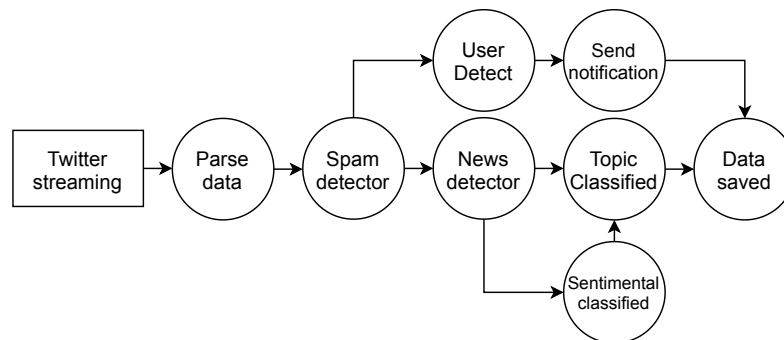 User
Detect
Send
notification
Twitter
streaming
Parse
data
Spam
detector
News
detector
Topic
Classified
Data
saved
Sentimental
classified